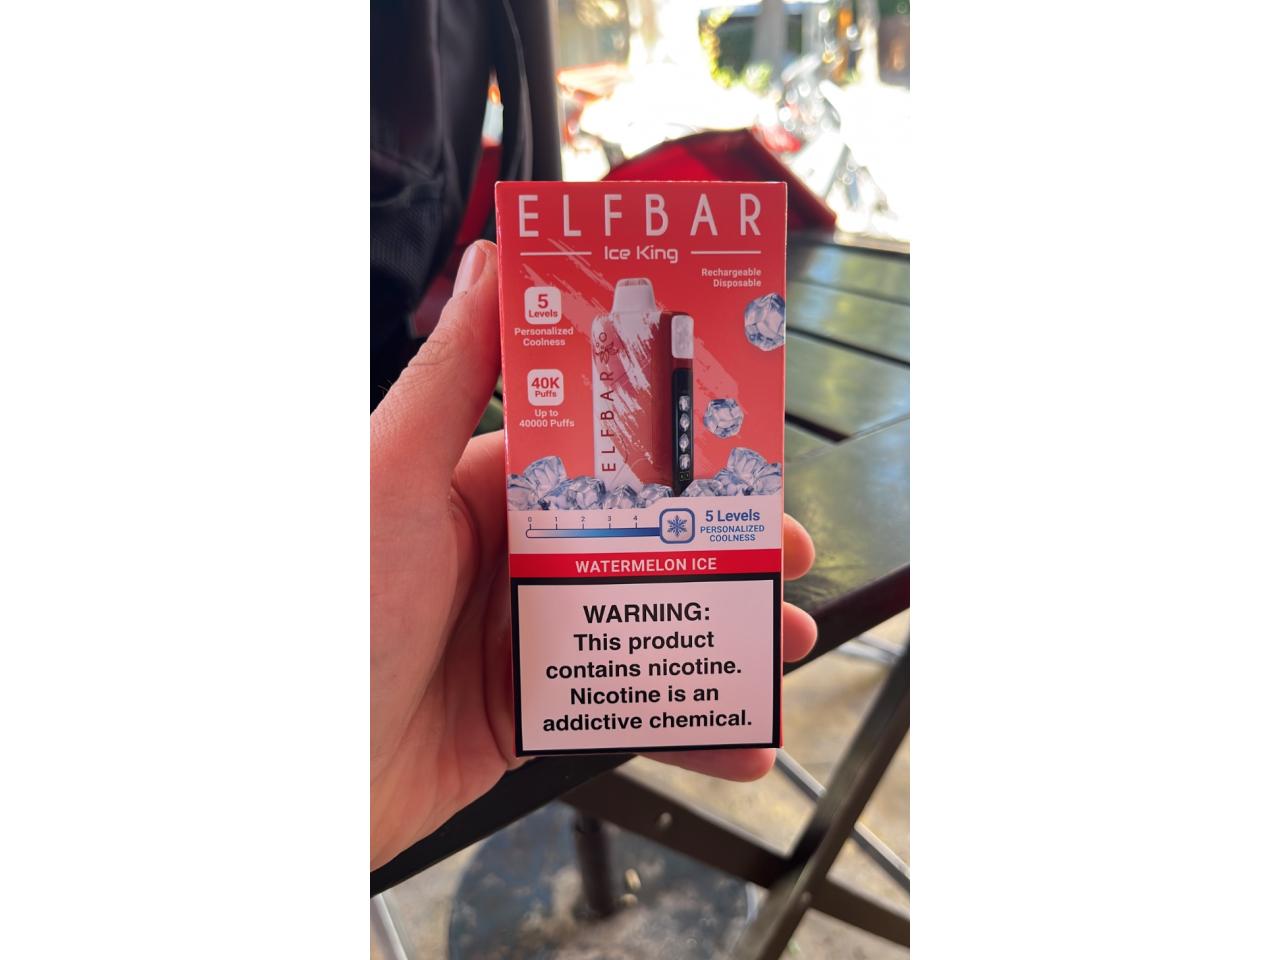 ELFBAR
Ice King
Rechargeable
Disposable
5
Levels
Personalized
Coolness
40K
Puffs
Up to
40000 Puffs
ELFBAR
0 1 2 3 4
5 Levels
PERSONALIZED
COOLNESS
WATERMELON ICE
WARNING:
This product
contains nicotine.
Nicotine is an
addictive chemical.